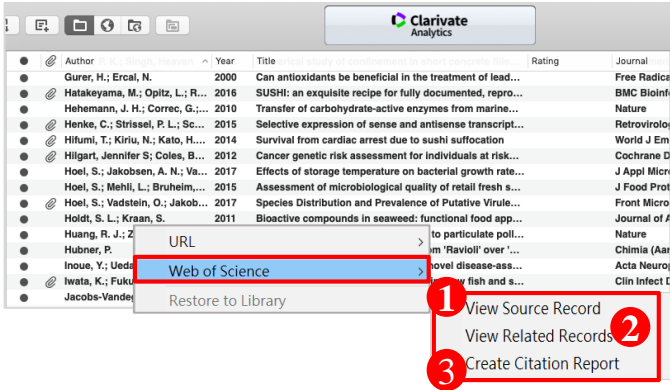 Clarivate
Analytics
Author Year Title Rating Journal
Gurer, H.; Ercal, N. 2000 Can antioxidants be beneficial in the treatment of lead... Free Radica
Hatakeyama, M.; Opitz, L.; R... 2016 SUSHI: an exquisite recipe for fully documented, repro... BMC Bioinf
Hehemann, J. H.; Correc, G.;... 2010 Transfer of carbohydrate-active enzymes from marine... Nature
Henke, C.; Strissel, P. L.; Sc... 2015 Selective expression of sense and antisense transcript... Retrovirolo
Hifumi, T.; Kiriu, N.; Kato, H.... 2014 Survival from cardiac arrest due to sushi suffocation World J Em
Hilgart, Jennifer S; Coles, B... 2012 Cancer genetic risk assessment for individuals at risk... Cochrane D
Hoel, S.; Jakobsen, A. N.; Va... 2017 Effects of storage temperature on bacterial growth rate... J Appl Micr
Hoel, S.; Mehli, L.; Bruheim,... 2015 Assessment of microbiological quality of retail fresh s... J Food Prot
Hoel, S.; Vadstein, O.; Jakob... 2017 Species Distribution and Prevalence of Putative Virule... Front Micro
Holdt, S. L.; Kraan, S. 2011 Bioactive compounds in seaweed: functional food app... Journal of A
Huang, R. J.; Z to particulate poll... Nature
Hubner, P. om 'Ravioli' over '... Chimia (Aar
Inoue, Y.; Ueda novel disease-ass... Acta Neurop
Iwata, K.; Fuku w fish and s... Clin Infect D
Jacobs-Vande
URL
Web of Science
Restore to Library
1 View Source Record
View Related Records 2
3 Create Citation Report